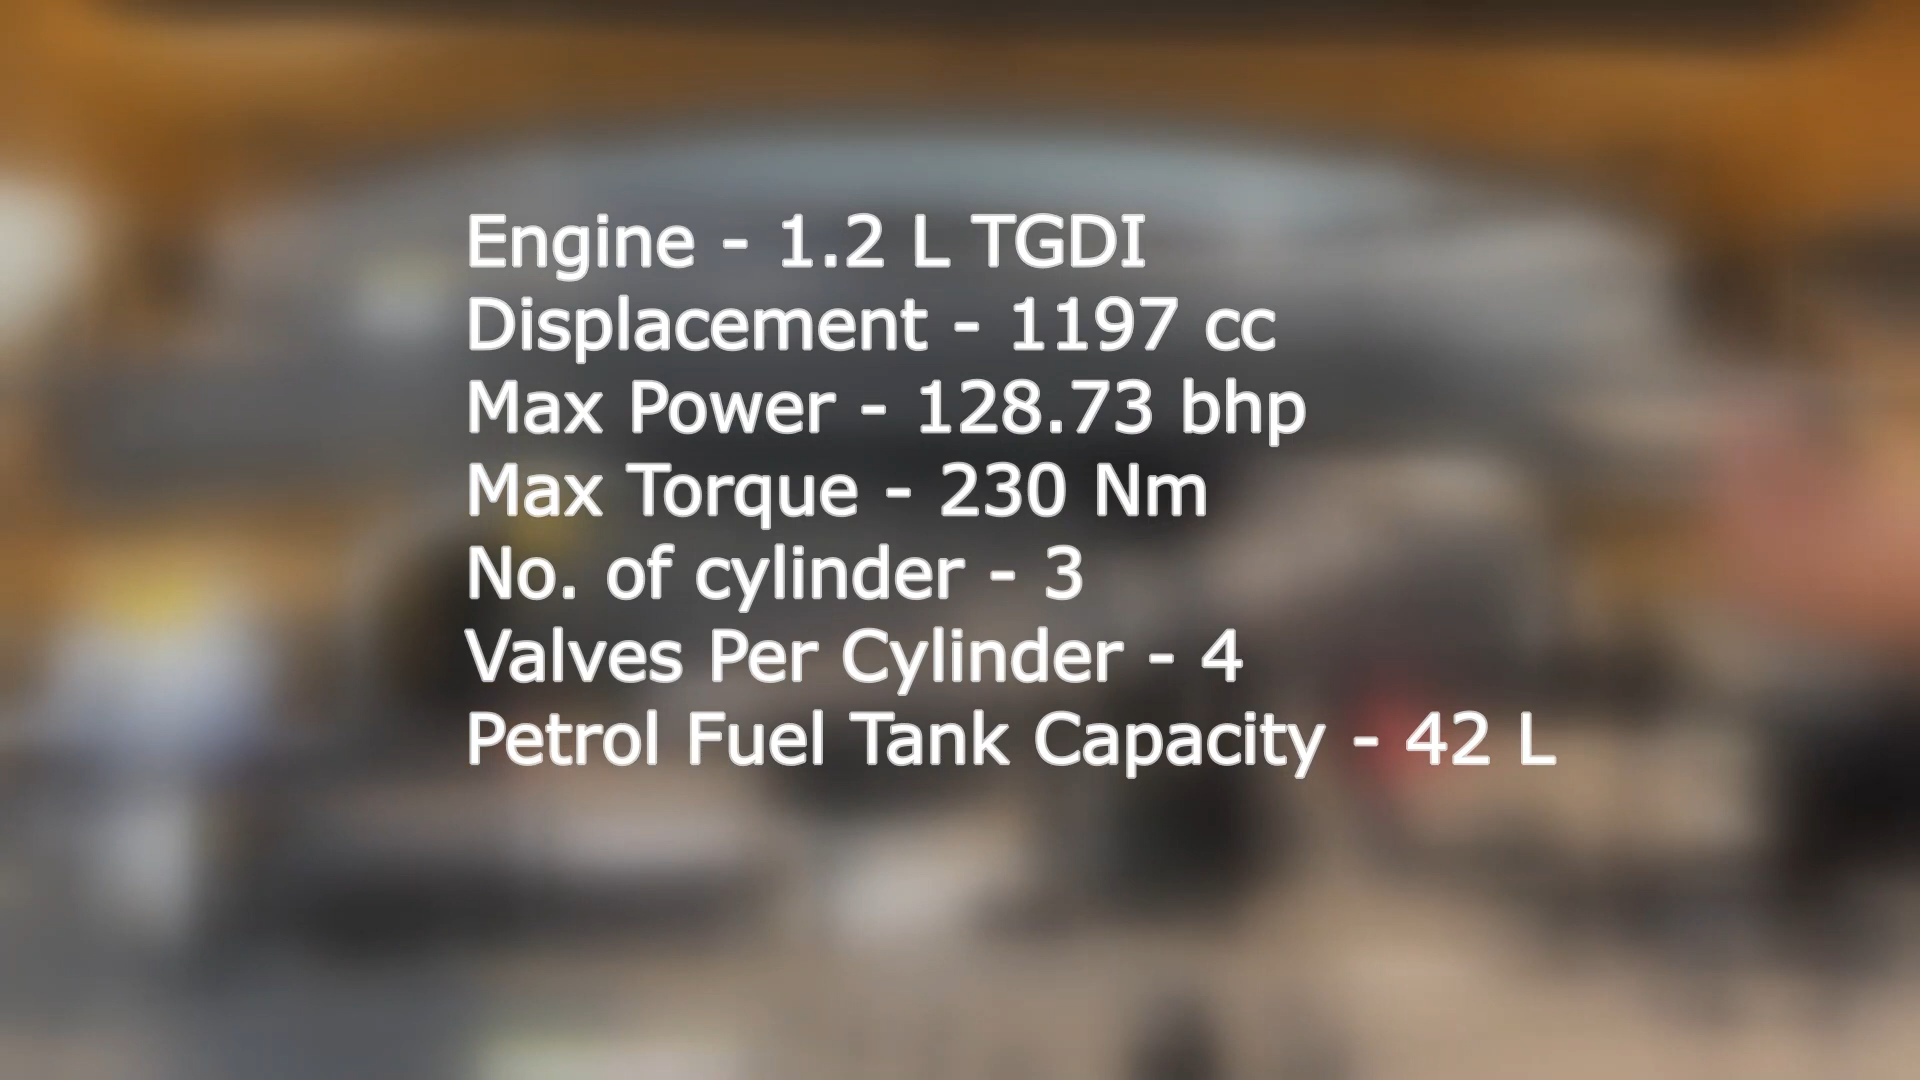 Engine - 1.2 L TGDI
Displacement - 1197 cc
Max Power - 128.73 bhp
Max Torque - 230 Nm
No. of cylinder - 3
Valves Per Cylinder - 4
Petrol Fuel Tank Capacity - 42 L